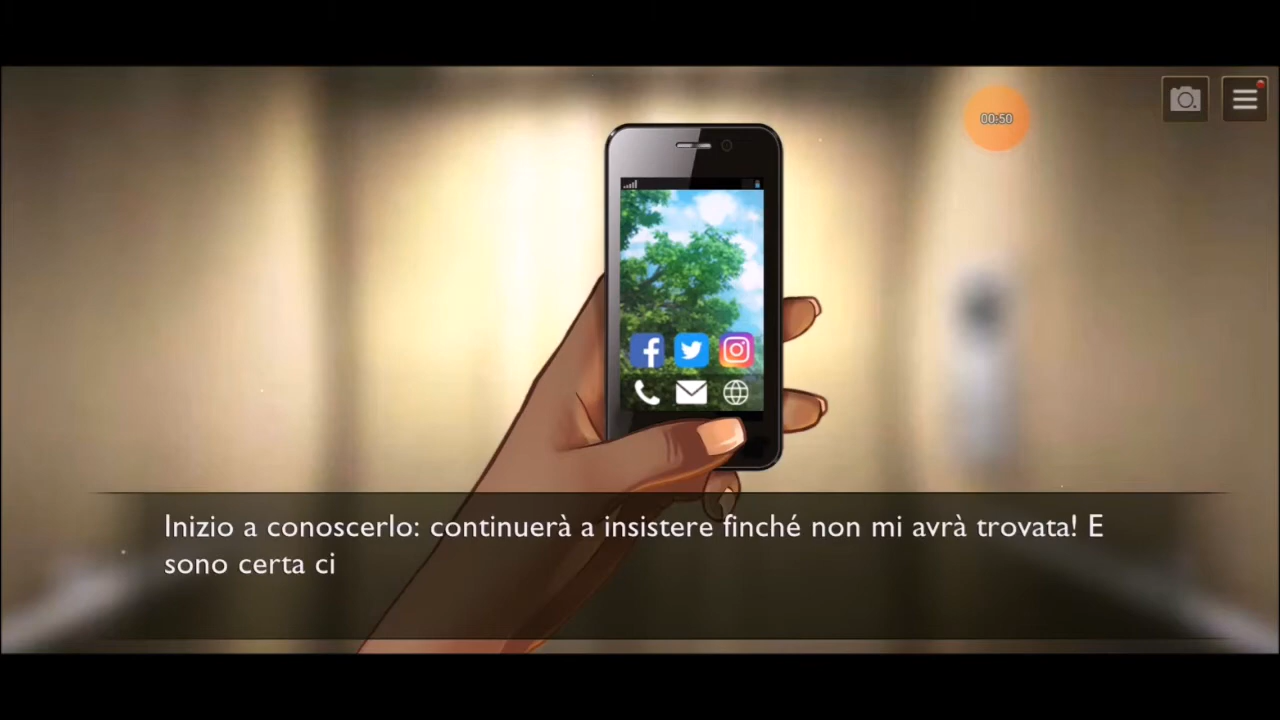 00:50
Inizio a conoscerlo: continuerà a insistere finché non mi avrà trovata! E
sono certa ci